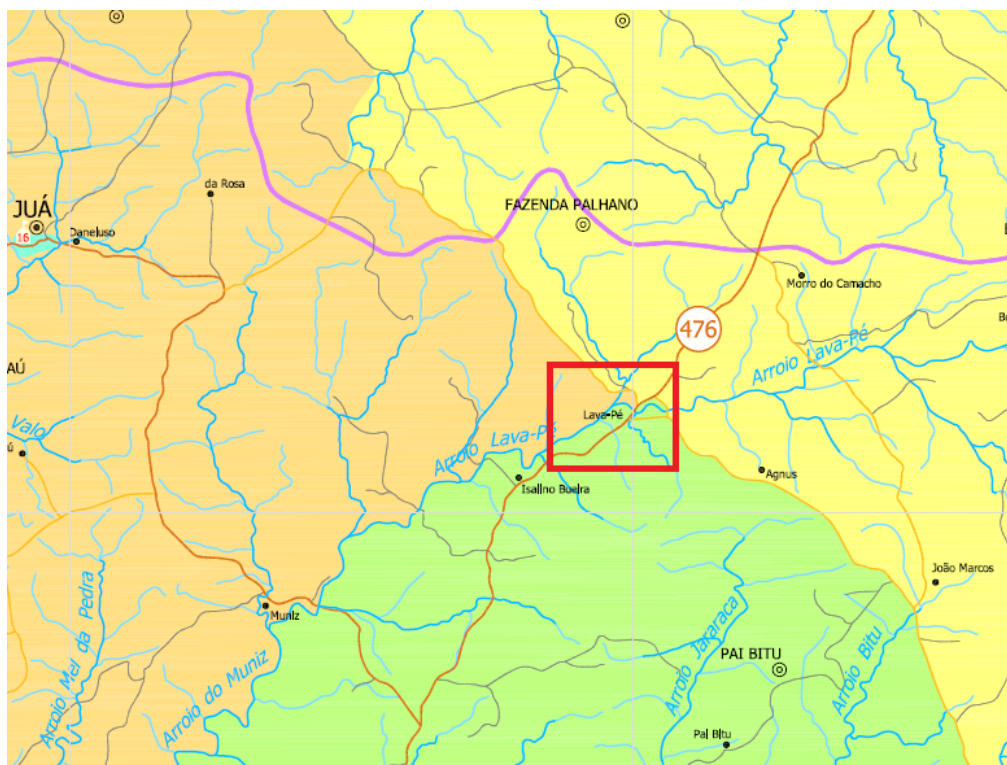 da Rosa
JUÁ
FAZENDA PALHANO
16
Daneluso
Morro do Camacho
476
AÚ
Arroio Lava-Pé
Lava-Pé
Valo
Arroio Lava-Pé
Agnus
Isalino Bueira
João Marcos
Muniz
Arroio Mel da Pedra
Arroio do Muniz
Arroio Jararaca
PAI BITU
Arroio Bitu
Pai Bitu